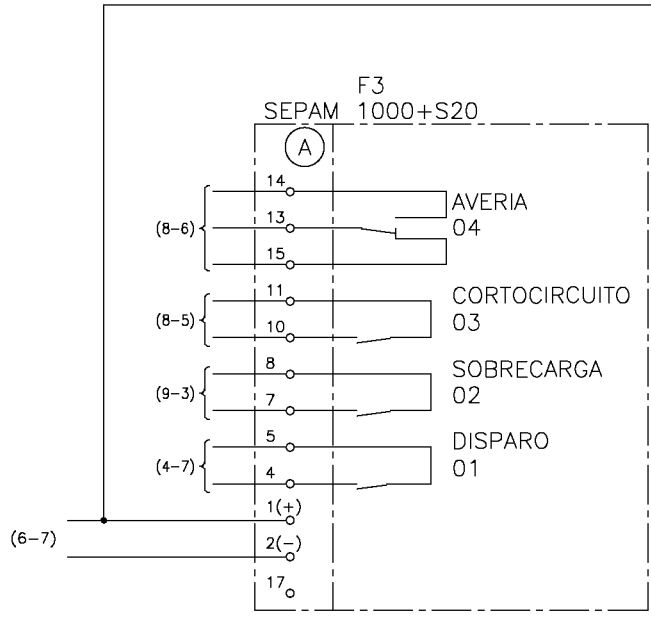 F3
SEPAM 1000+S20
A
14
AVERIA
(8-6) 13 04
15
11 CORTOCIRCUITO
(8-5) 03
10
8 SOBRECARGA
(9-3) 02
7
5 DISPARO
(4-7) 01
4
1(+)
(6-7)
2(-)
17